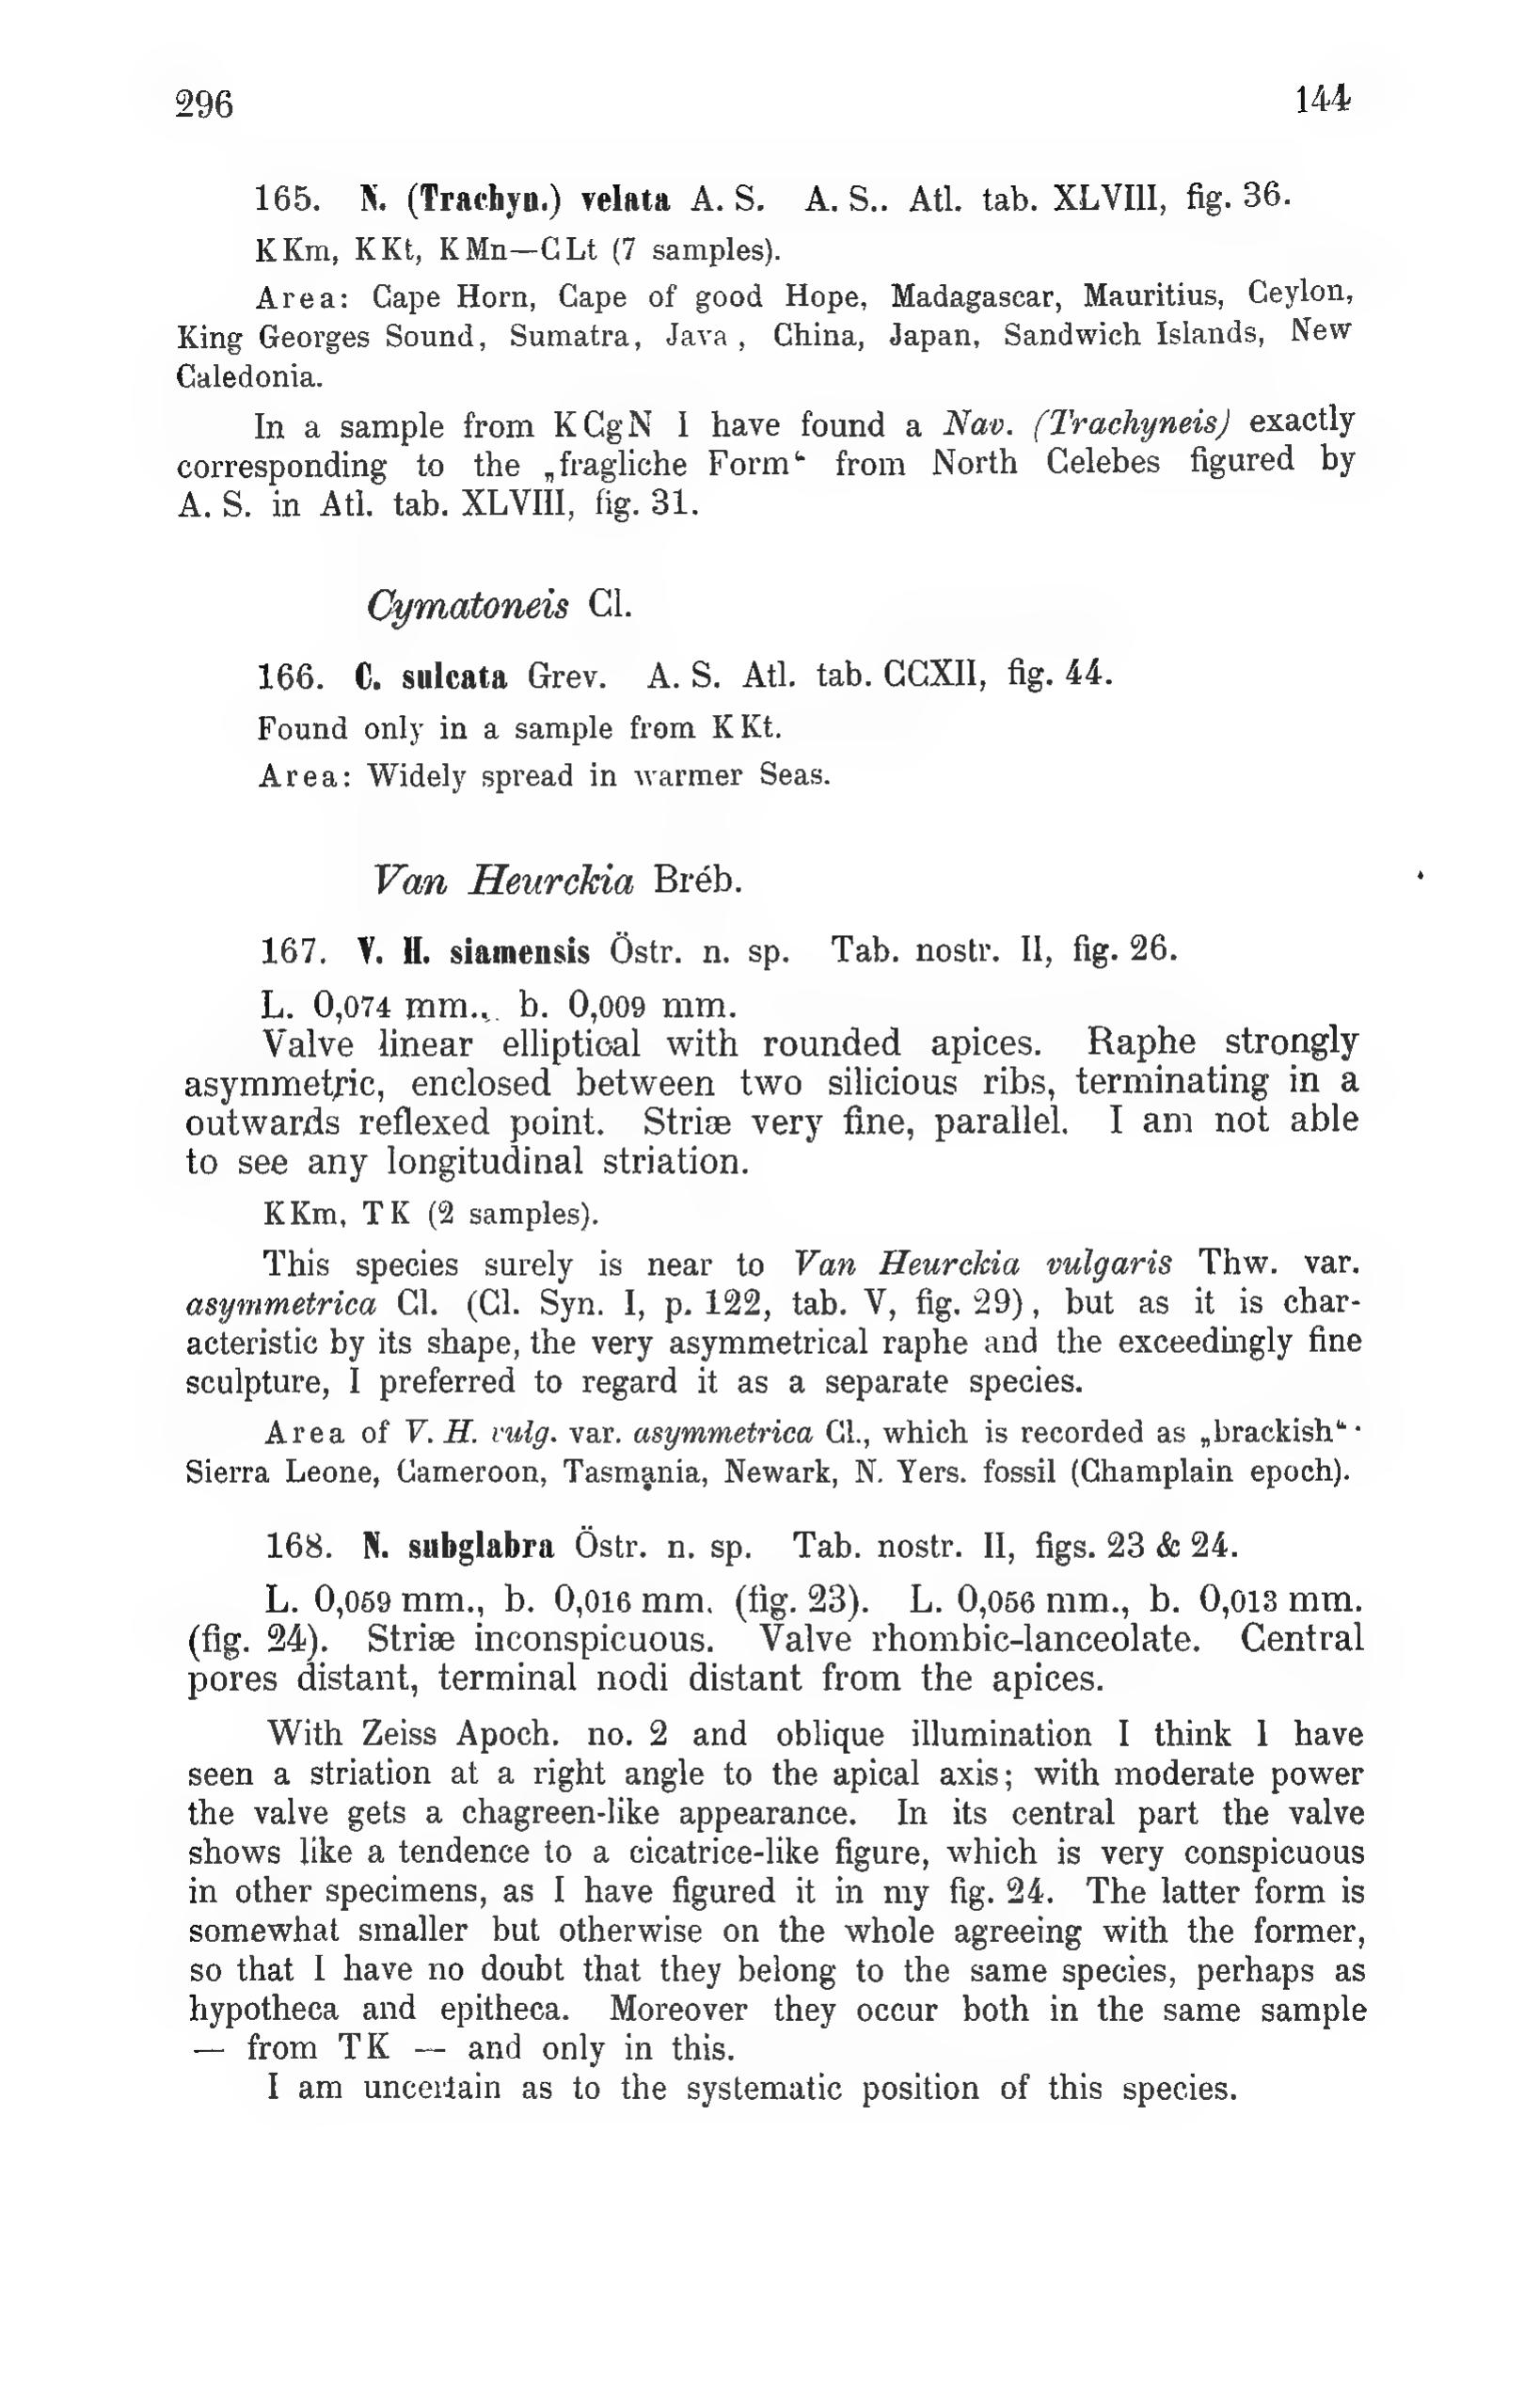 296 144
165. N. (Trachyn.) velata A. S. A. S.. Atl. tab. XLVIII, fig. 36.
K Km, K Kt, K Mn—C Lt (7 samples).
Area: Cape Horn, Cape of good Hope, Madagascar, Mauritius, Ceylon,
King Georges Sound, Sumatra, Java, China, Japan, Sandwich Islands, New
Caledonia.
In a sample from K Cg N I have found a Nav. (Trachyneis) exactly
corresponding to the „fragliche Form“ from North Celebes figured by
A. S. in Atl. tab. XLVIII, fig. 31.
Cymatoneis Cl.
166. C. sulcata Grev. A. S. Atl. tab. CCXII, fig. 44.
Found only in a sample from K Kt.
Area: Widely spread in warmer Seas.
Van Heurckia Bréb.
167. V. H. siamensis Östr. n. sp. Tab. nostr. II, fig. 26.
L. 0,074 mm., b. 0,009 mm.
Valve linear elliptical with rounded apices. Raphe strongly
asymmetric, enclosed between two silicious ribs, terminating in a
outwards reflexed point. Striæ very fine, parallel. I am not able
to see any longitudinal striation.
K Km, T K (2 samples).
This species surely is near to Van Heurckia vulgaris Thw. var.
asymmetrica Cl. (Cl. Syn. I, p. 122, tab. V, fig. 29), but as it is char-
acteristic by its shape, the very asymmetrical raphe and the exceedingly fine
sculpture, I preferred to regard it as a separate species.
Area of V. H. vulg. var. asymmetrica Cl., which is recorded as „brackish“·
Sierra Leone, Cameroon, Tasmania, Newark, N. Yers. fossil (Champlain epoch).
168. N. subglabra Östr. n. sp. Tab. nostr. II, figs. 23 & 24.
L. 0,059 mm., b. 0,016 mm. (fig. 23). L. 0,056 mm., b. 0,013 mm.
(fig. 24). Striæ inconspicuous. Valve rhombic-lanceolate. Central
pores distant, terminal nodi distant from the apices.
With Zeiss Apoch. no. 2 and oblique illumination I think I have
seen a striation at a right angle to the apical axis; with moderate power
the valve gets a chagreen-like appearance. In its central part the valve
shows like a tendence to a cicatrice-like figure, which is very conspicuous
in other specimens, as I have figured it in my fig. 24. The latter form is
somewhat smaller but otherwise on the whole agreeing with the former,
so that I have no doubt that they belong to the same species, perhaps as
hypotheca and epitheca. Moreover they occur both in the same sample
— from T K — and only in this.
I am uncertain as to the systematic position of this species.